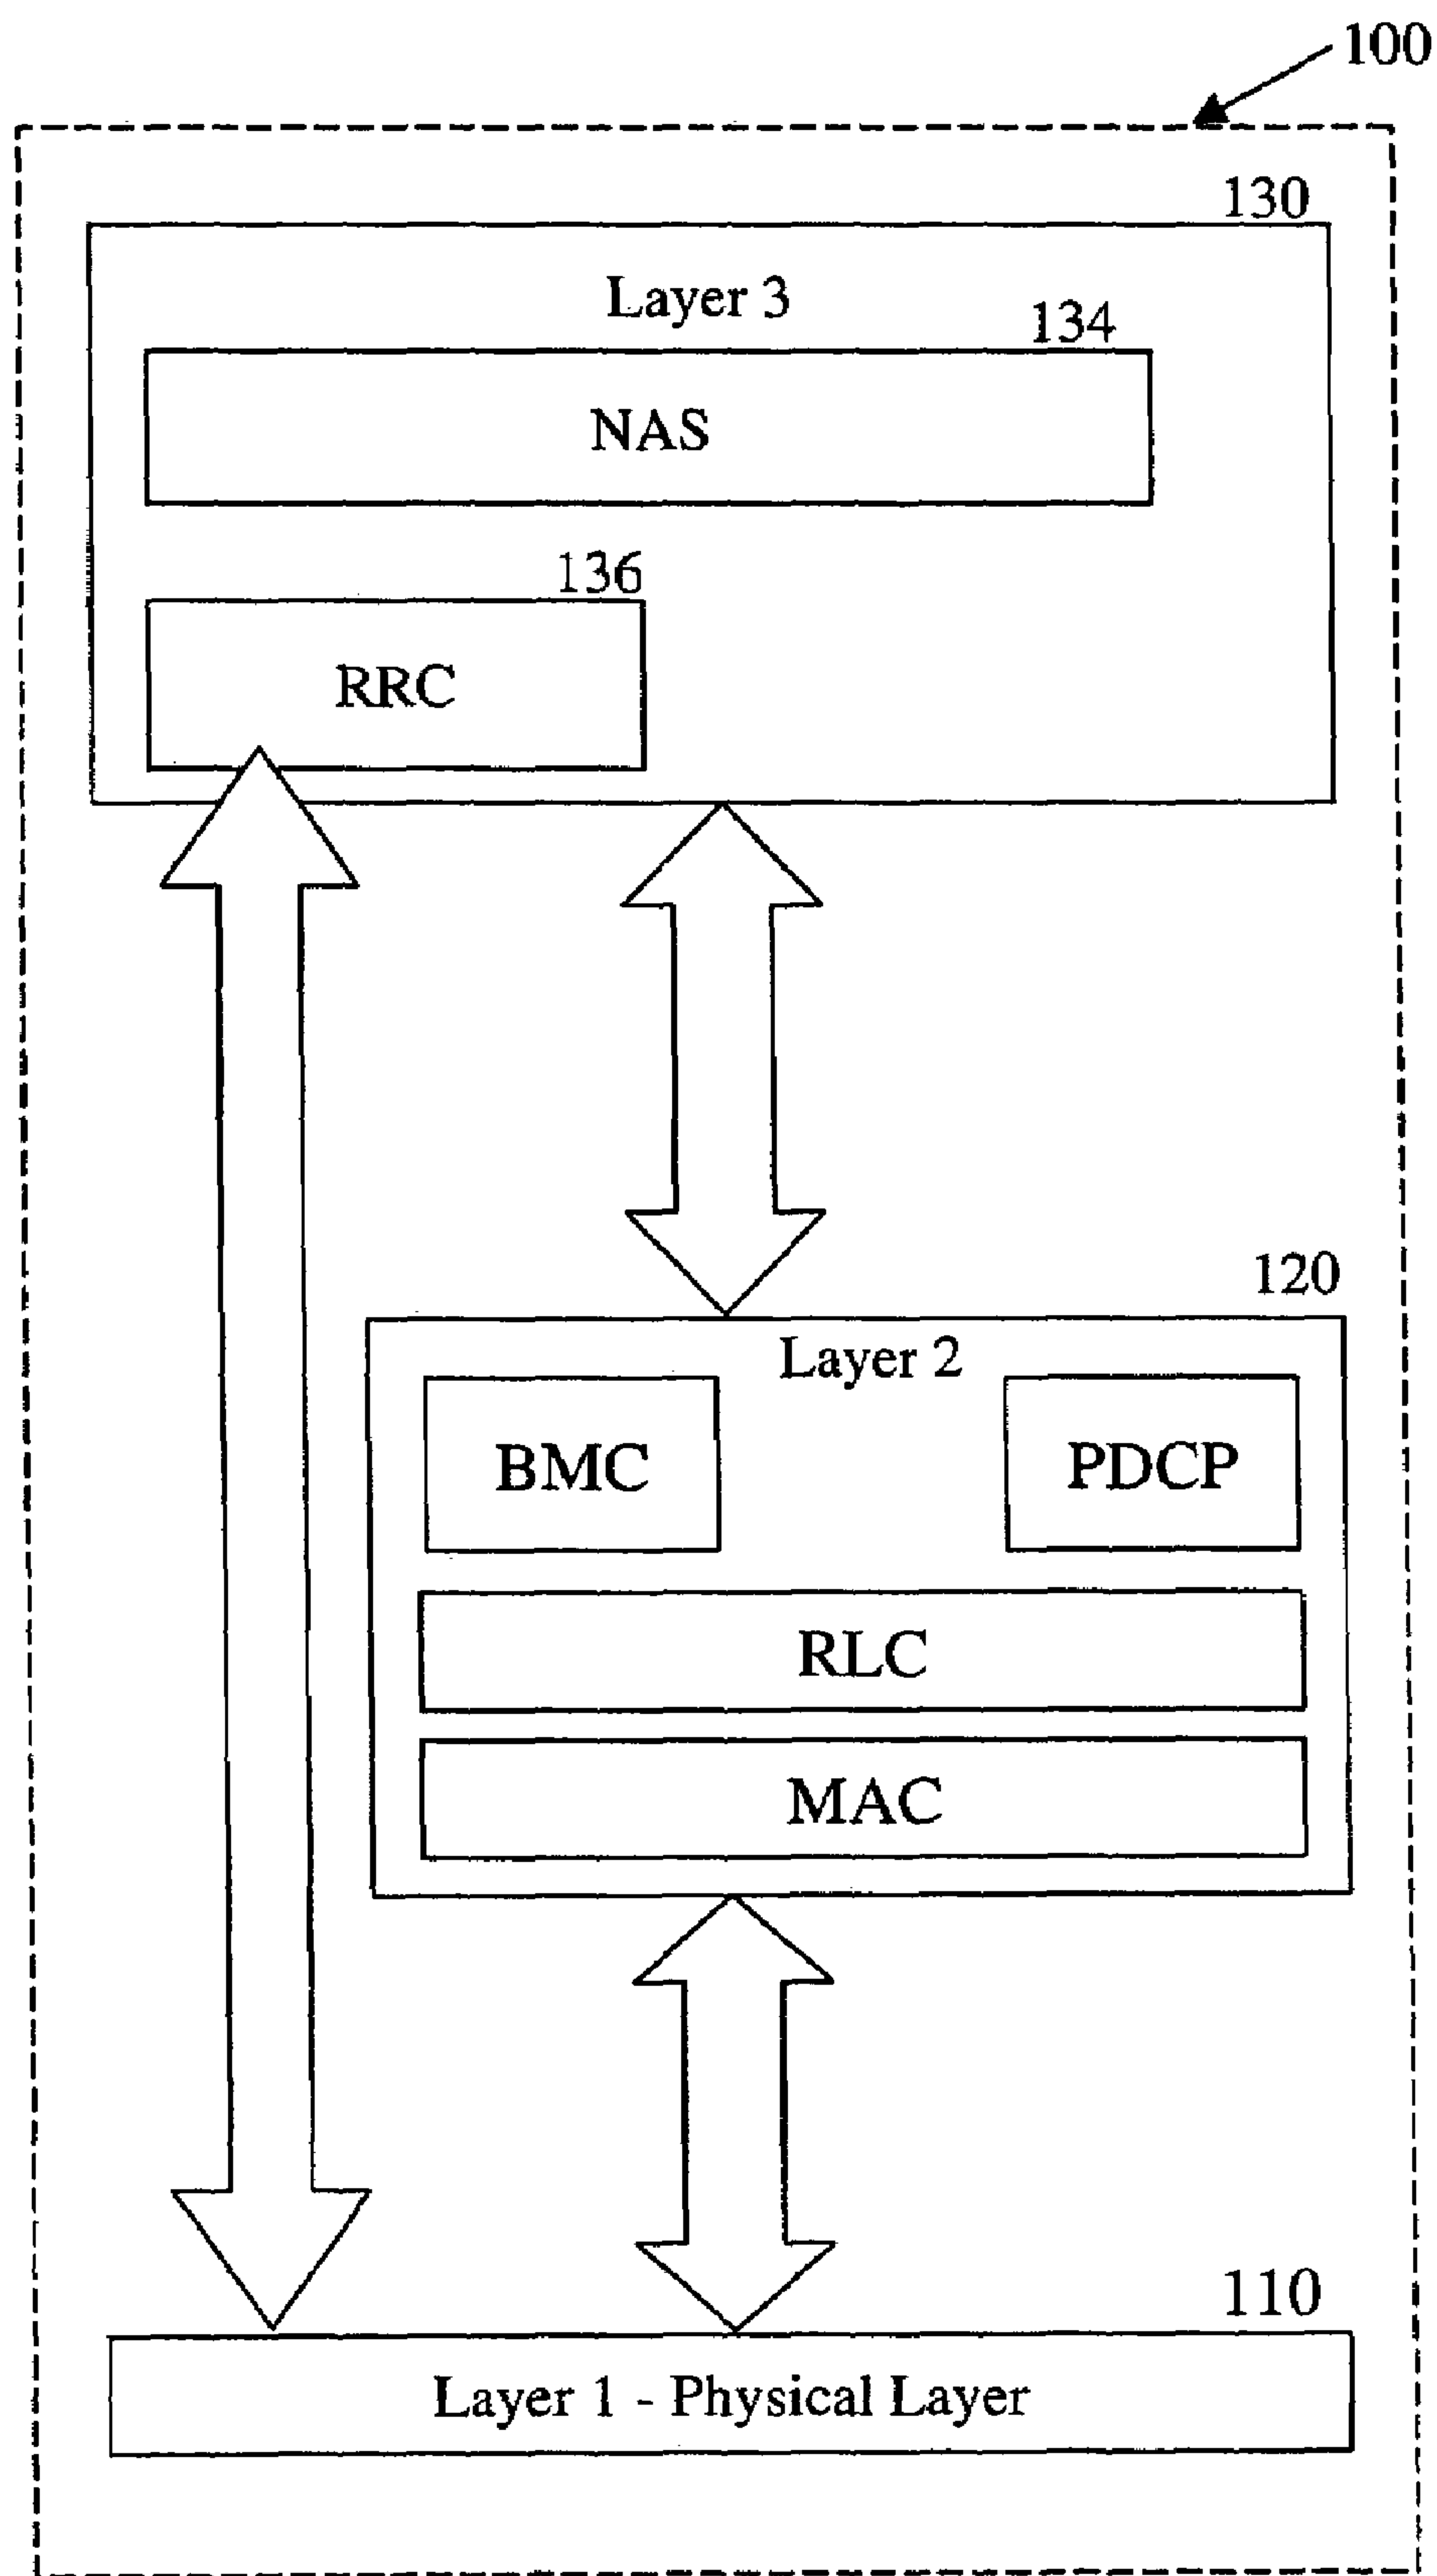 100
130
Layer 3
134
NAS
136
RRC
120
Layer 2
BMC
PDCP
RLC
MAC
110
Layer 1 - Physical Layer